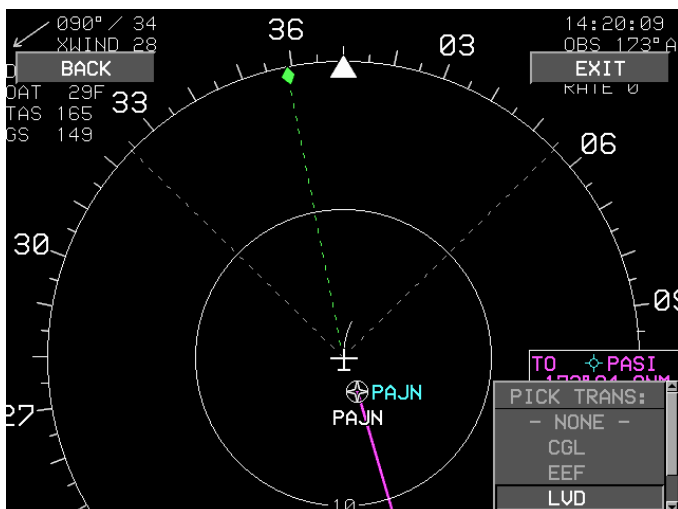 090°/ 34
XWIND 28
BACK
OAT 29F
TAS 165
GS 149
14:20:09
OBS 173°A
EXIT
RATE 0
36
03
33
06
30
09
27
10
TO PASI
PAJN
PAJN
PICK TRANS:
- NONE -
CGL
EEF
LVD